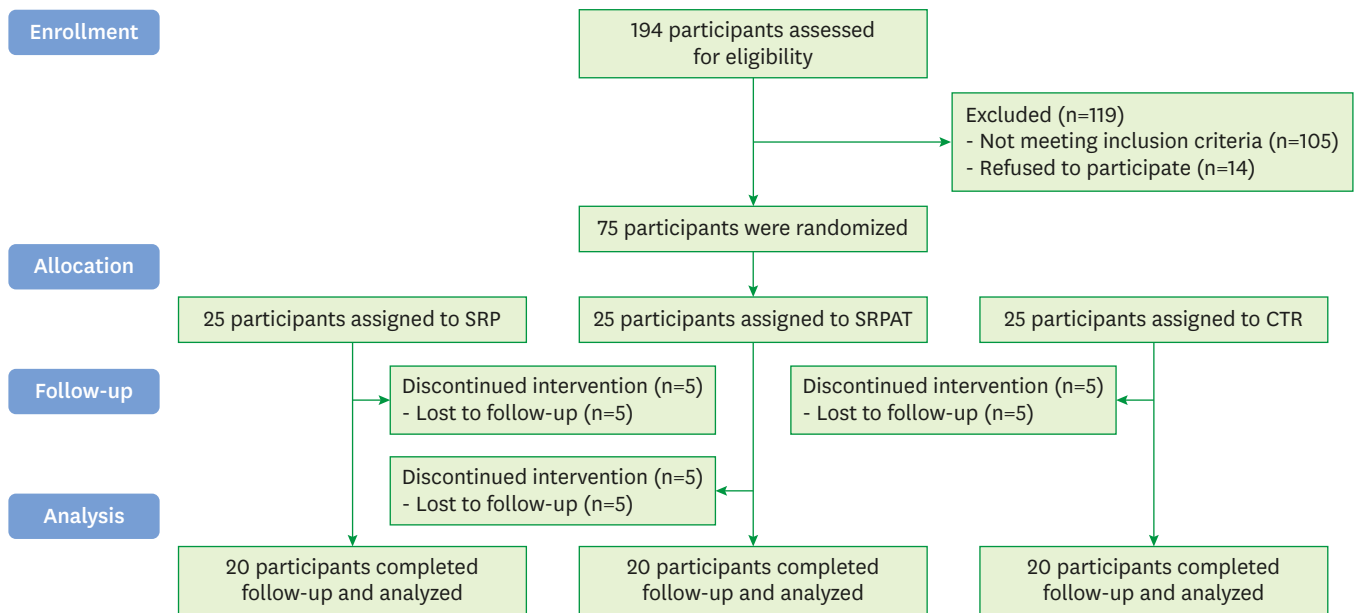 Enrollment
194 participants assessed
for eligibility
Excluded (n=119)
- Not meeting inclusion criteria (n=105)
- Refused to participate (n=14)
75 participants were randomized
Allocation
25 participants assigned to SRP
25 participants assigned to SRPAT
25 participants assigned to CTR
Follow-up
Discontinued intervention (n=5)
- Lost to follow-up (n=5)
Discontinued intervention (n=5)
- Lost to follow-up (n=5)
Discontinued intervention (n=5)
- Lost to follow-up (n=5)
Analysis
20 participants completed
follow-up and analyzed
20 participants completed
follow-up and analyzed
20 participants completed
follow-up and analyzed